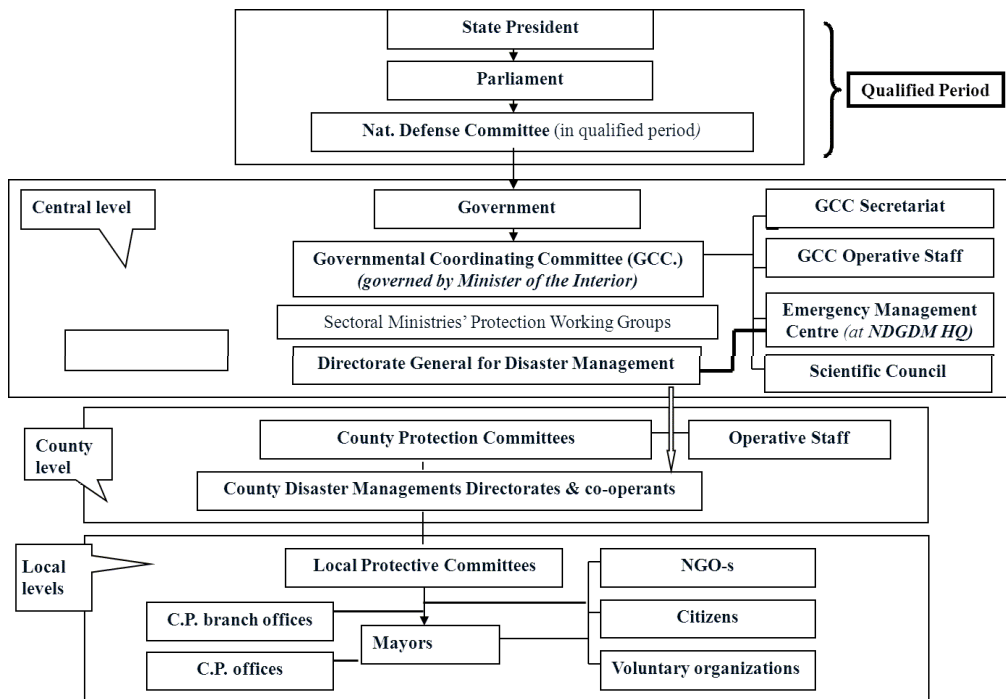 State President
Parliament
Qualified Period
Nat. Defense Committee (in qualified period)
Central level
Government
GCC Secretariat
Governmental Coordinating Committee (GCC.)
(governed by Minister of the Interior)
GCC Operative Staff
Sectoral Ministries’ Protection Working Groups
Emergency Management
Centre (at NDGDM HQ)
Directorate General for Disaster Management
Scientific Council
County
level
County Protection Committees
Operative Staff
County Disaster Managements Directorates & co-operants
Local
levels
Local Protective Committees
NGO-s
C.P. branch offices
Citizens
Mayors
C.P. offices
Voluntary organizations